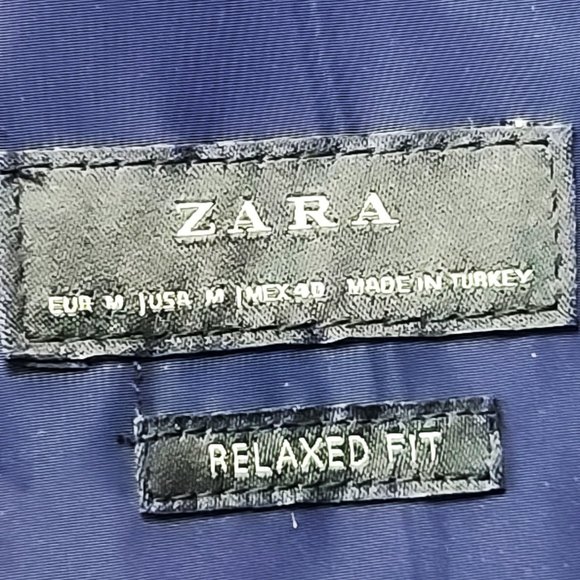 ZARA
EUR M | USA M | MEX 40 MADE IN TURKEY
RELAXED FIT